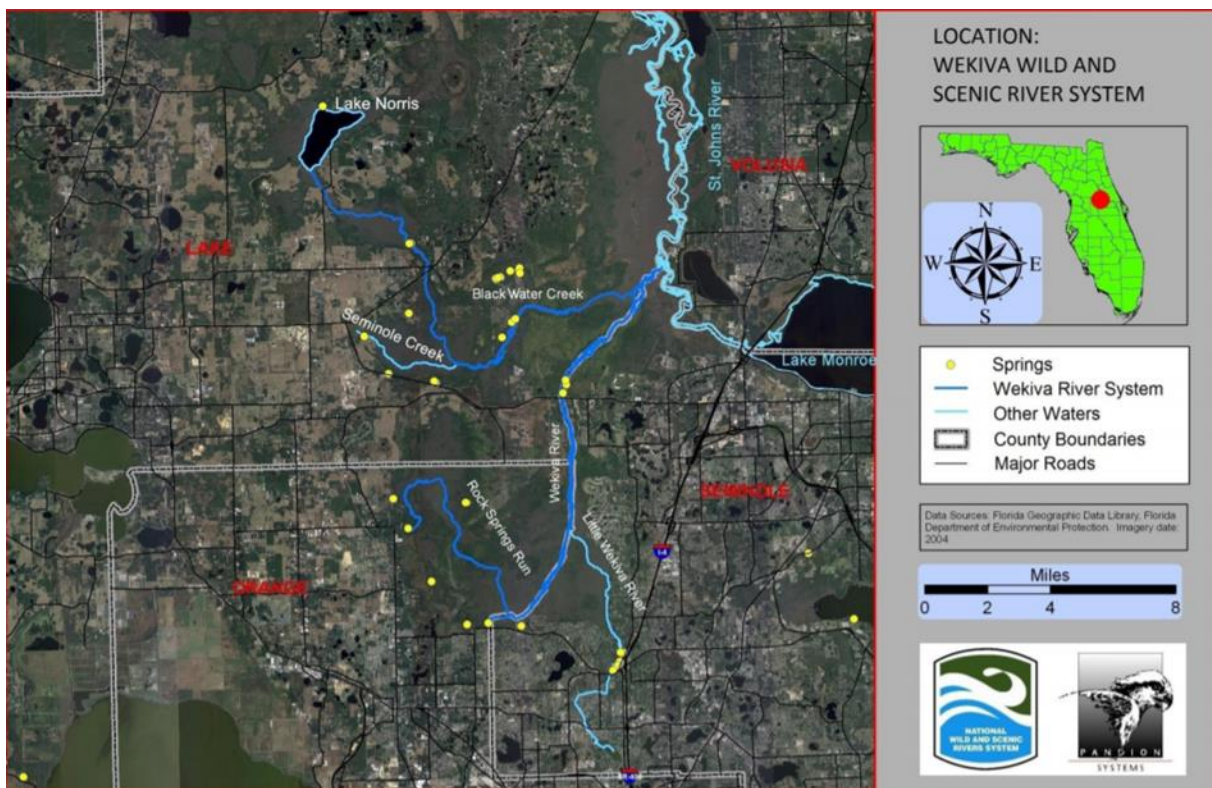 Lake Norris
St. Johns River
VOLUSIA
LAKE
Black Water Creek
Seminole Creek
Lake Monroe
Wekiva River
Rock Springs Run
SEMINOLE
Little Wekiva River
I-4
ORANGE
LOCATION:
WEKIVA WILD AND
SCENIC RIVER SYSTEM
N
W
E
S
Springs
Wekiva River System
Other Waters
County Boundaries
Major Roads
Data Sources: Florida Geographic Data Library, Florida
Department of Environmental Protection. Imagery date:
2004
Miles
0 2 4 8
NATIONAL
WILD AND SCENIC
RIVERS SYSTEM
PANDION
SYSTEMS